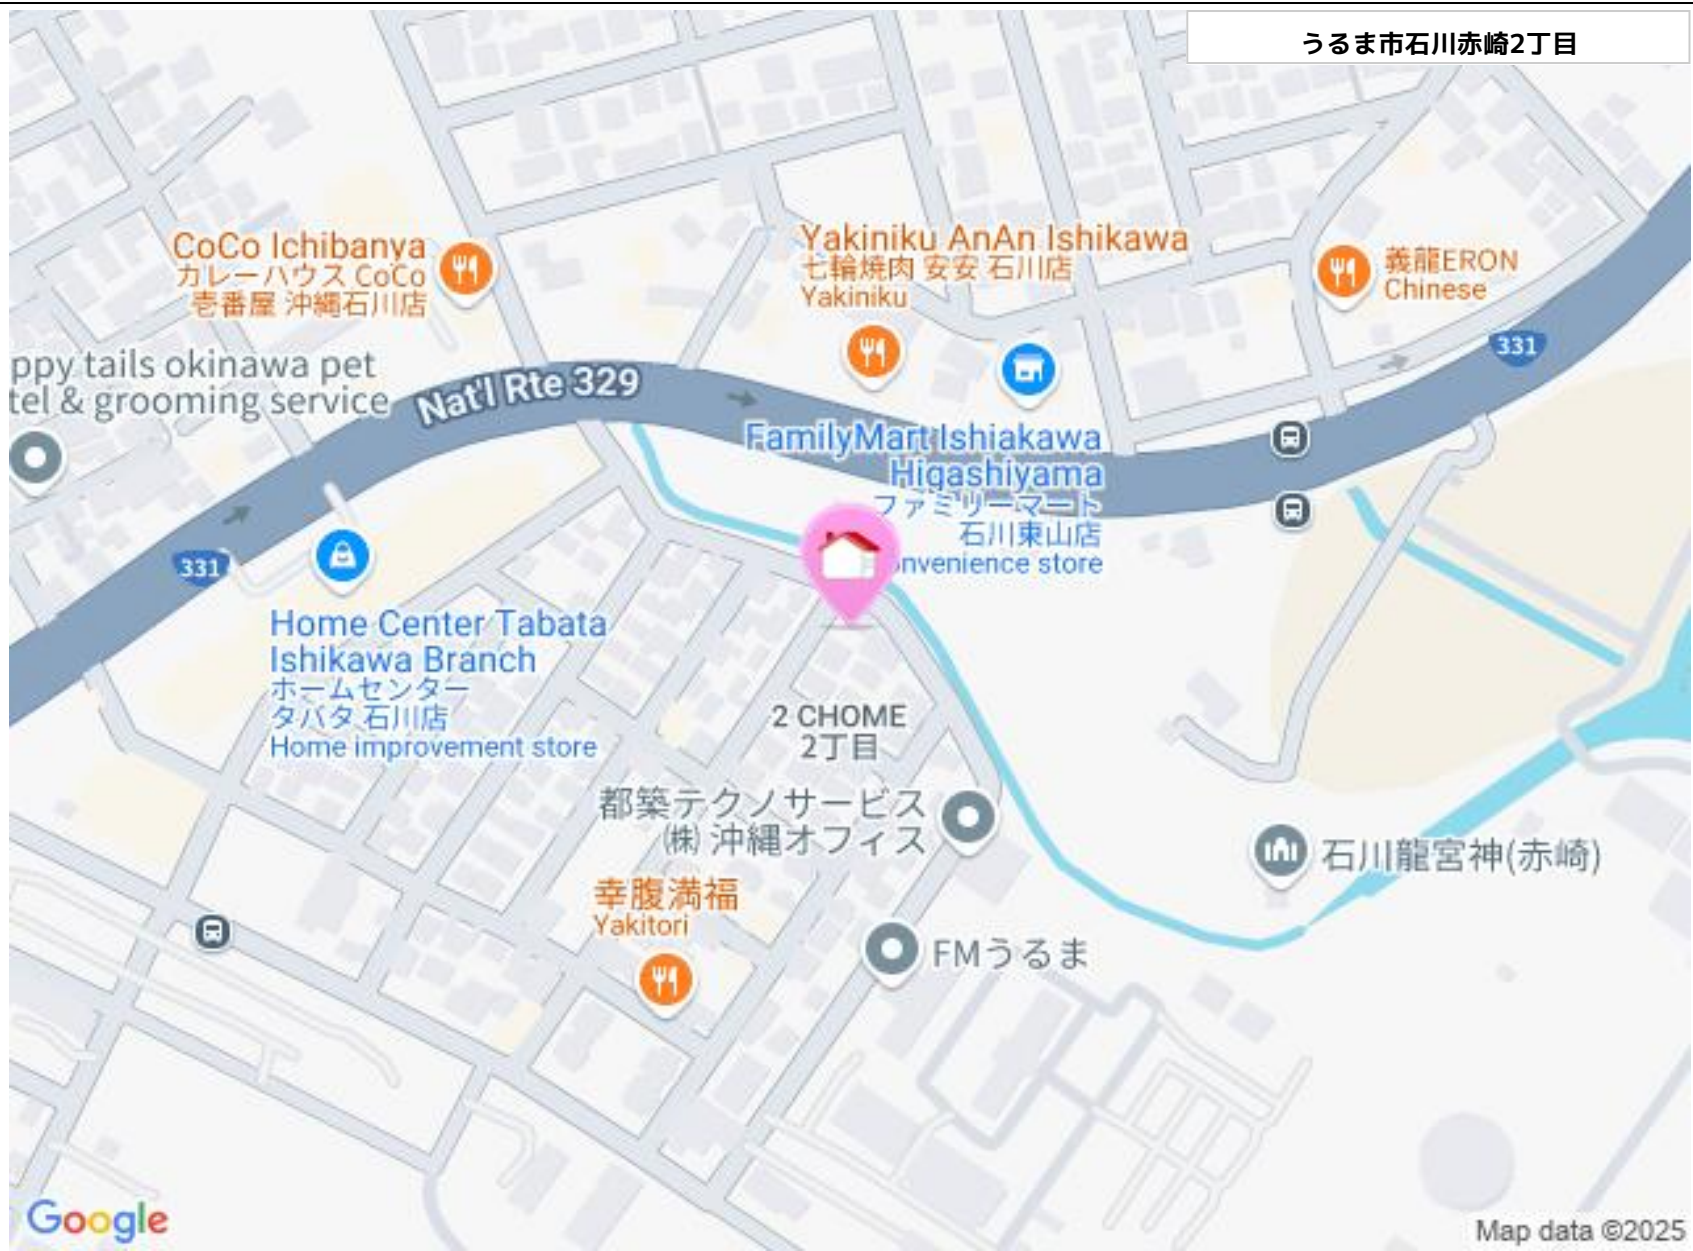 うるま市石川赤崎2丁目
CoCo Ichibanya
カレーハウス CoCo
壱番屋 沖縄石川店
Yakiniku AnAn Ishikawa
七輪焼肉 安安 石川店
Yakiniku
義龍ERON
Chinese
331
ppy tails okinawa pet
tel & grooming service
Nat'l Rte 329
FamilyMart Ishiakawa
Higashiyama
ファミリーマート
石川東山店
onvenience store
331
Home Center Tabata
Ishikawa Branch
ホームセンター
タバタ 石川店
Home improvement store
2 CHOME
2丁目
都築テクノサービス
㈱ 沖縄オフィス
石川龍宮神(赤崎)
幸腹満福
Yakitori
FMうるま
Google
Map data ©2025